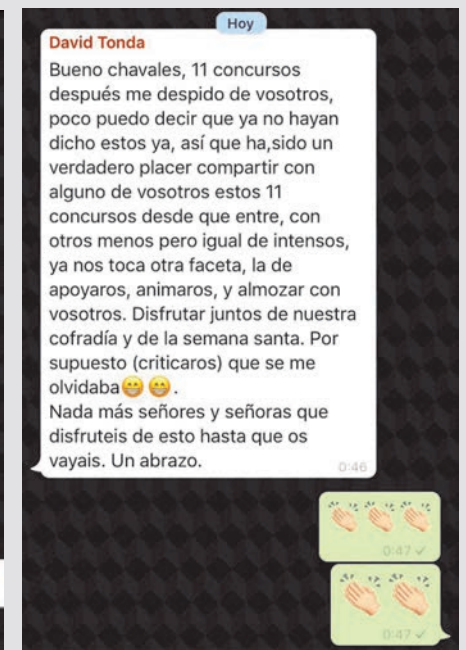 Hoy
David Tonda
Bueno chavales, 11 concursos
después me despido de vosotros,
poco puedo decir que ya no hayan
dicho estos ya, así que ha,sido un
verdadero placer compartir con
alguno de vosotros estos 11
concursos desde que entre, con
otros menos pero igual de intensos,
ya nos toca otra faceta, la de
apoyaros, animaros, y almozar con
vosotros. Disfrutar juntos de nuestra
cofradía y de la semana santa. Por
supuesto (criticaros) que se me
olvidaba😁 😁 .
Nada más señores y señoras que
disfruteis de esto hasta que os
vayais. Un abrazo.
0:46
👏🏻 👏🏻 👏🏻
0:47 ✓
👏🏻 👏🏻
0:47 ✓